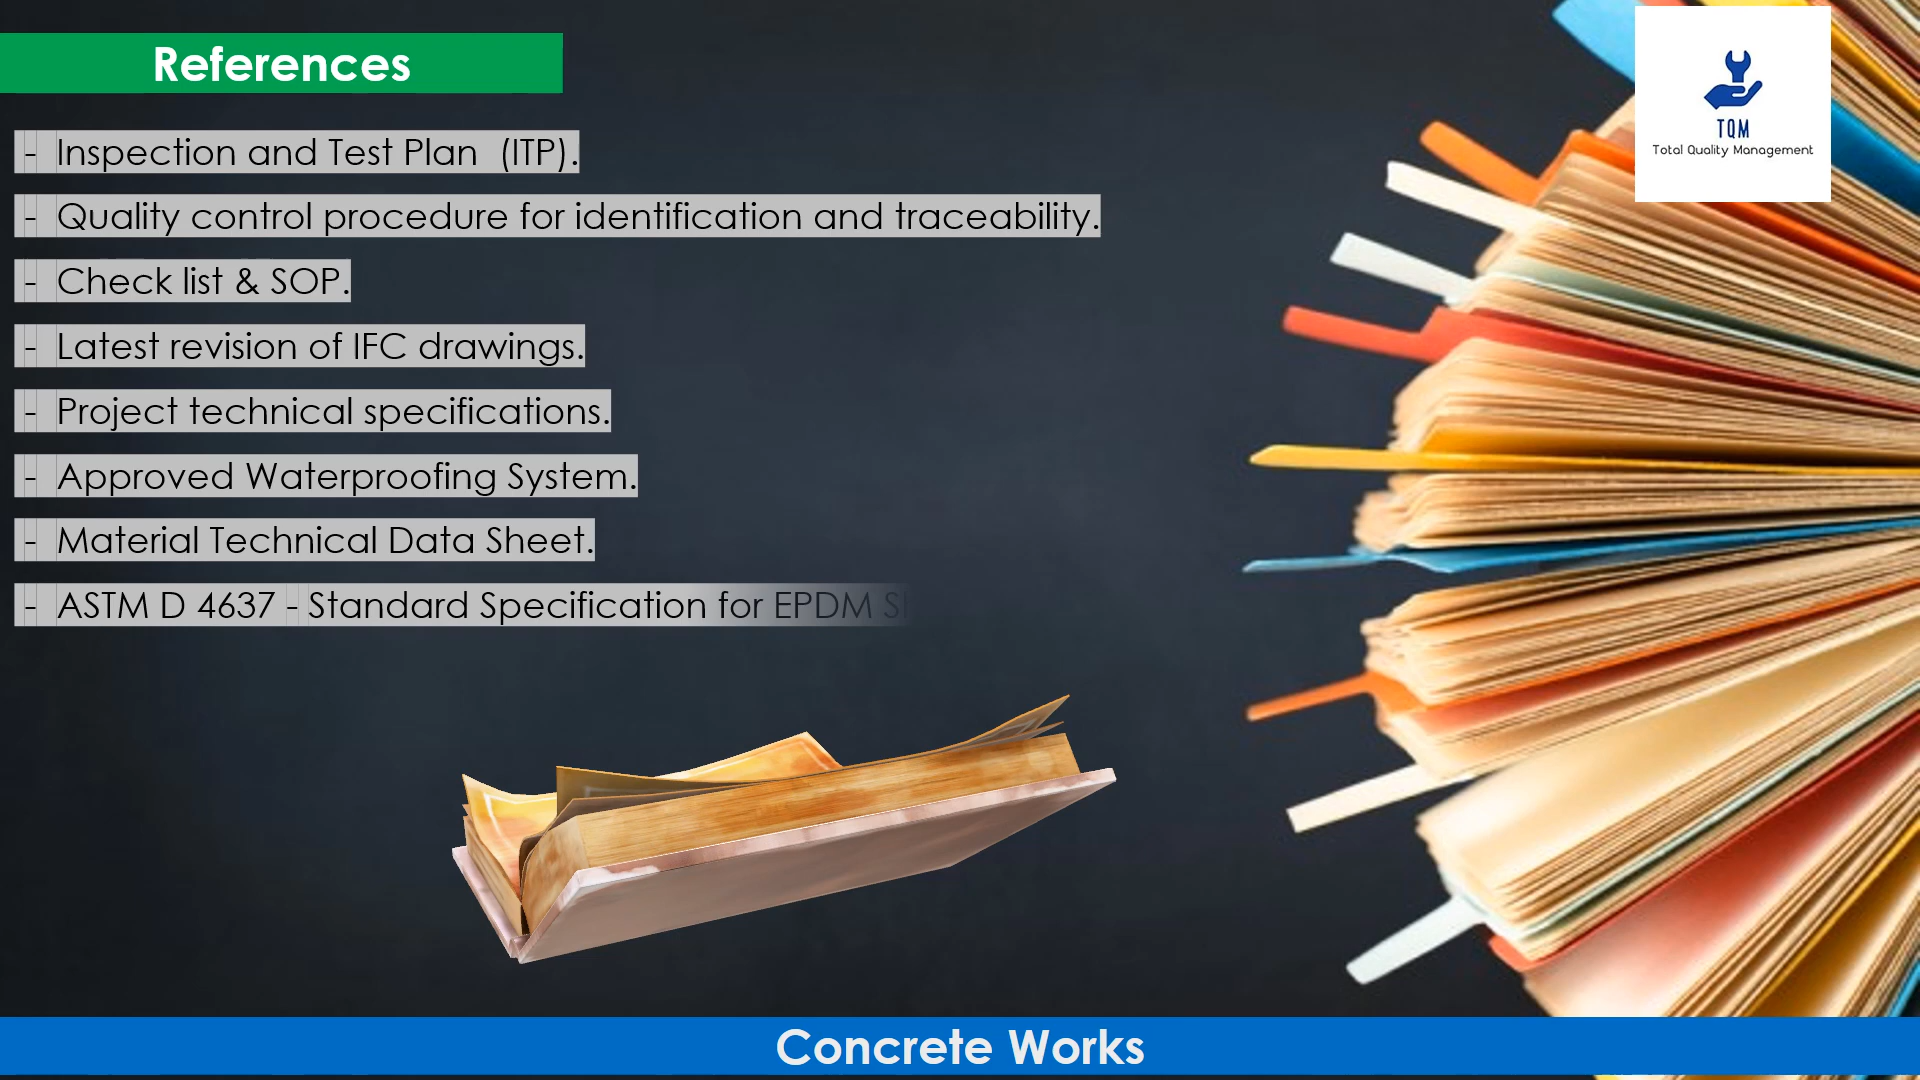 References
TQM
Total Quality Management
- Inspection and Test Plan  (ITP).
- Quality control procedure for identification and traceability.
- Check list & SOP.
- Latest revision of IFC drawings.
- Project technical specifications.
- Approved Waterproofing System.
- Material Technical Data Sheet.
- ASTM D 4637 - Standard Specification for EPDM
Concrete Works